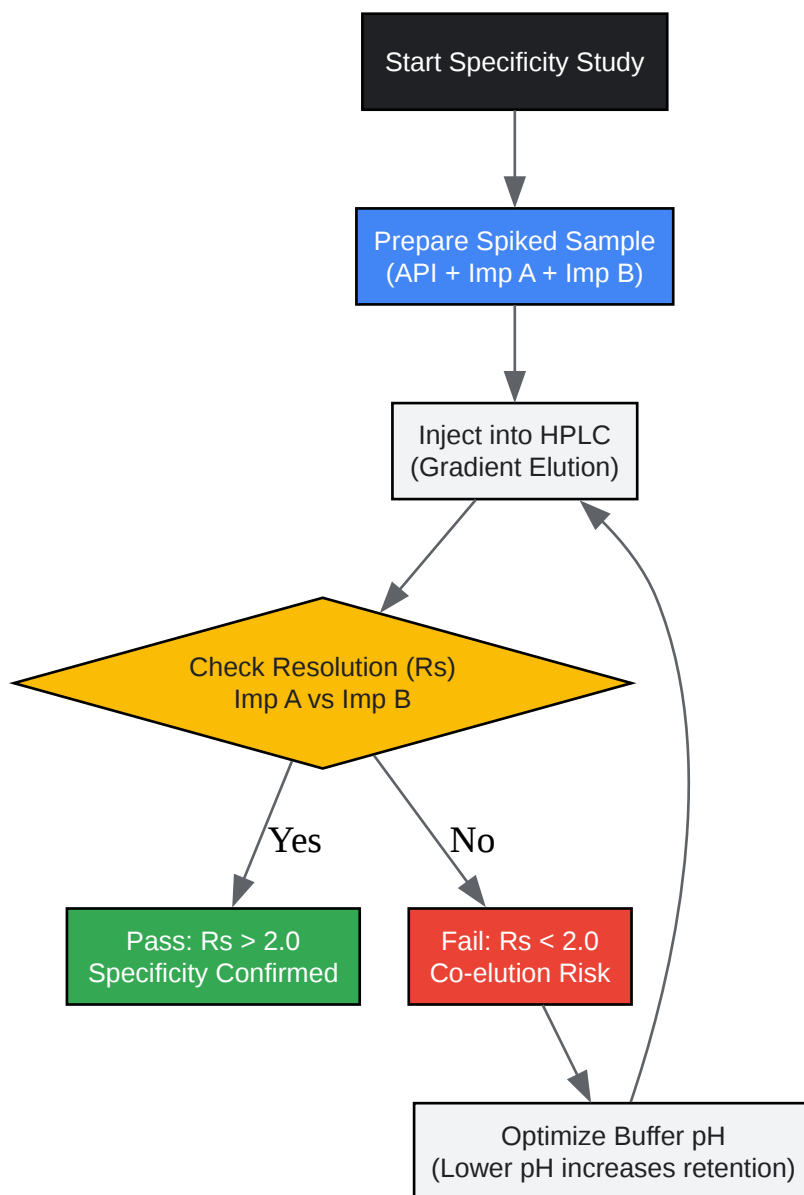 Start Specificity Study
Prepare Spiked Sample
(API + Imp A + Imp B)
Inject into HPLC
(Gradient Elution)
Check Resolution (Rs)
Imp A vs Imp B
Yes
No
Pass: Rs > 2.0
Specificity Confirmed
Fail: Rs < 2.0
Co-elution Risk
Optimize Buffer pH
(Lower pH increases retention)